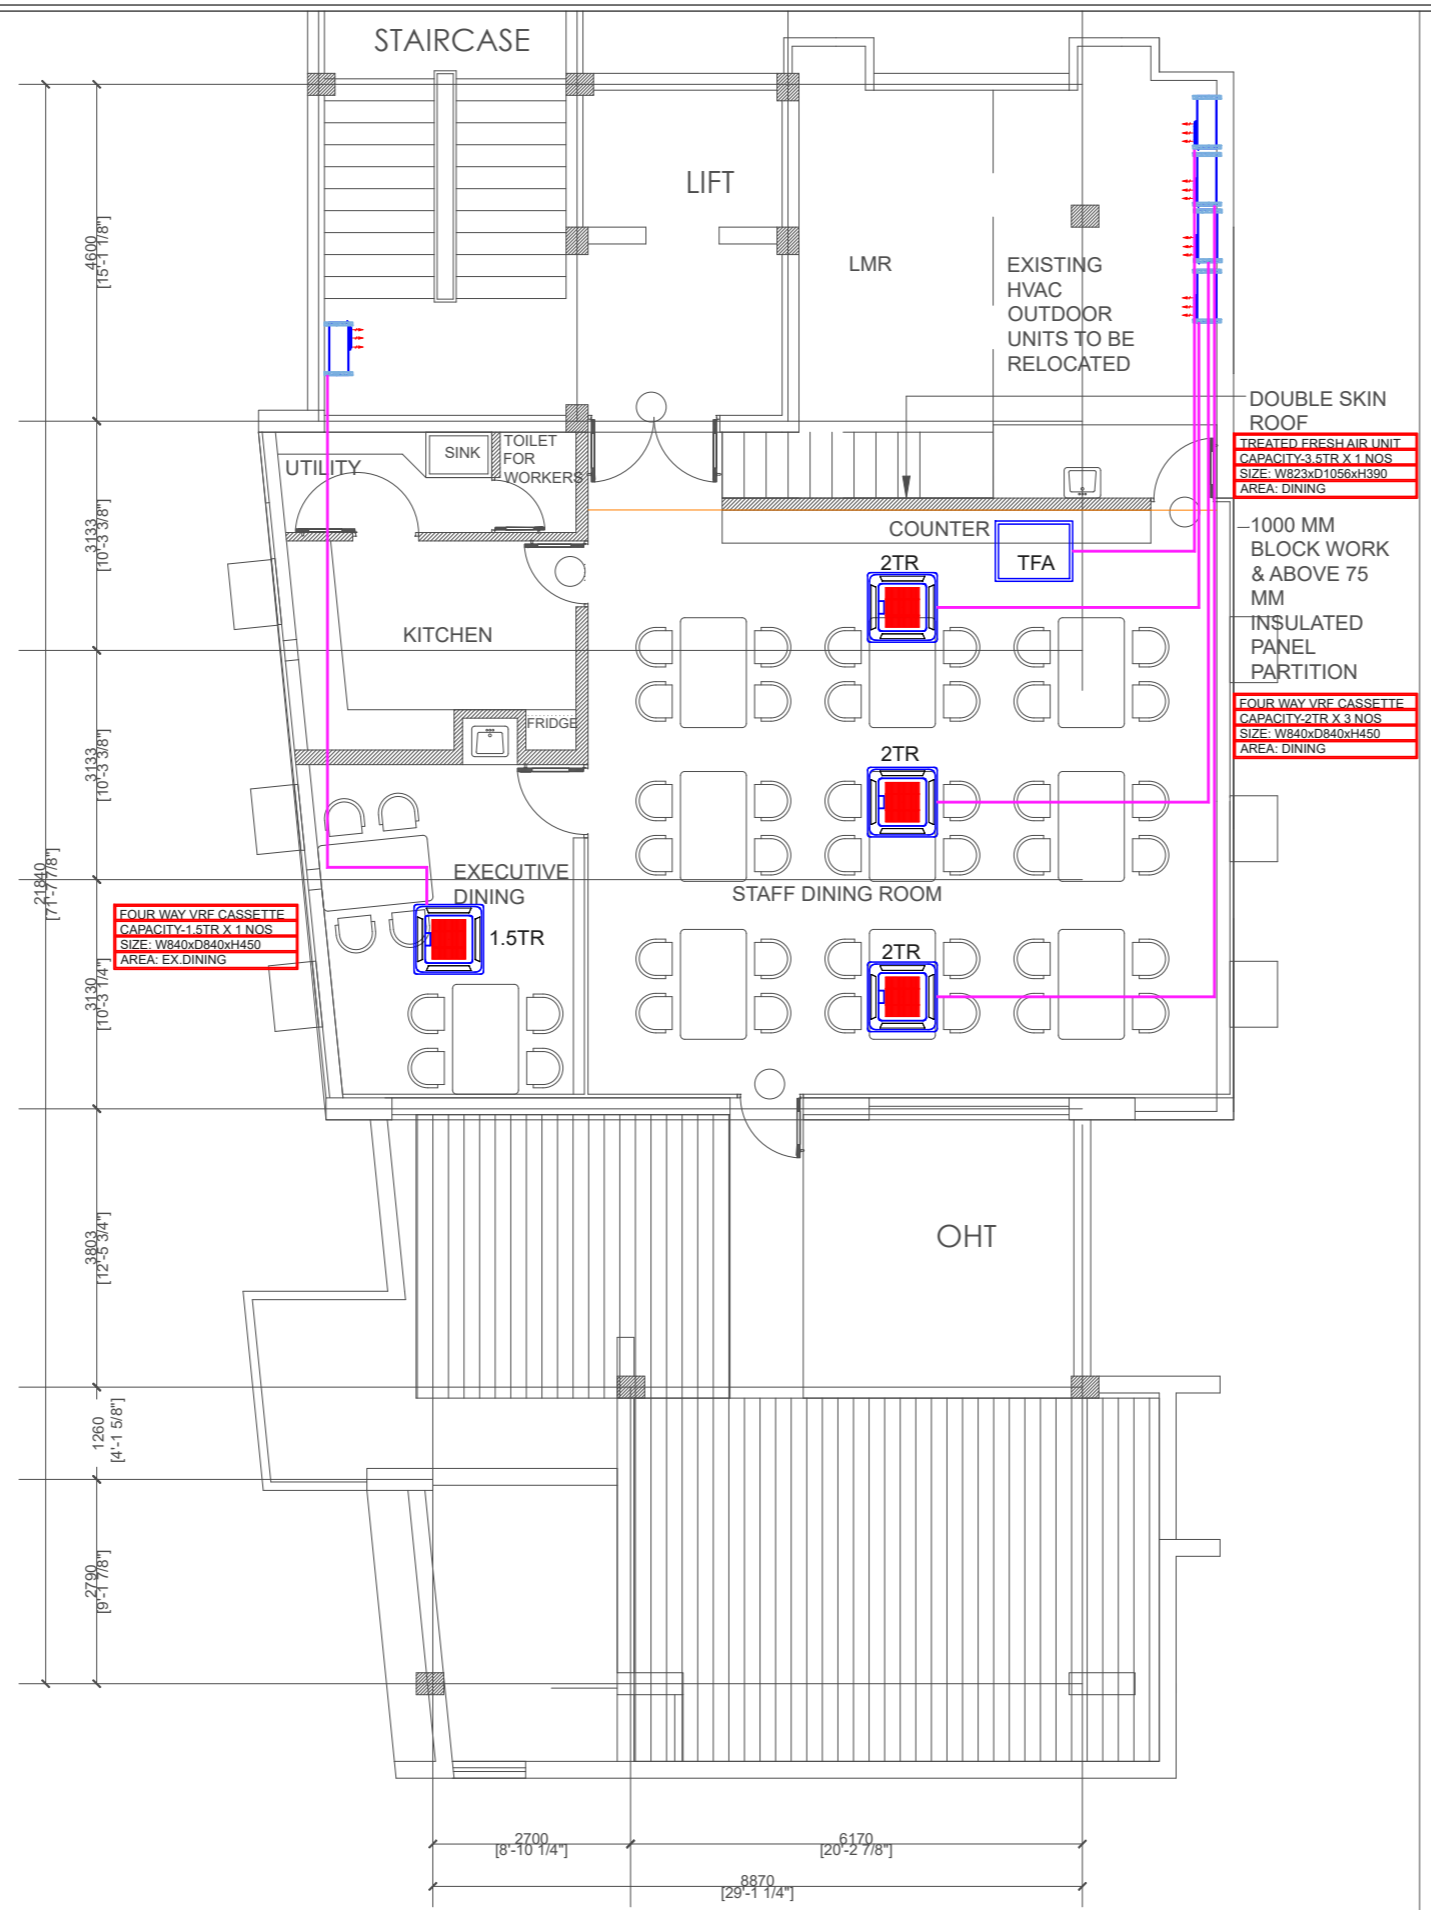 STAIRCASE
LIFT
LMR
EXISTING
HVAC
OUTDOOR
UNITS TO BE
RELOCATED
4600
[15'-1 1/8"]
DOUBLE SKIN
ROOF
TREATED FRESH AIR UNIT
CAPACITY-3.5TR X 1 NOS
SIZE: W823xD1056xH390
AREA: DINING
UTILITY
SINK
TOILET
FOR
WORKERS
3133
[10'-3 3/8"]
COUNTER
TFA
2TR
1000 MM
BLOCK WORK
& ABOVE 75
MM
INSULATED
PANEL
PARTITION
KITCHEN
FRIDGE
FOUR WAY VRF CASSETTE
CAPACITY-2TR X 3 NOS
SIZE: W840xD840xH450
AREA: DINING
3133
[10'-3 3/8"]
2TR
21840
[71'-7 7/8"]
EXECUTIVE
DINING
STAFF DINING ROOM
FOUR WAY VRF CASSETTE
CAPACITY-1.5TR X 1 NOS
SIZE: W840xD840xH450
AREA: EX.DINING
1.5TR
2TR
3130
[10'-3 1/4"]
3803
[12'-5 3/4"]
OHT
1260
[4'-1 5/8"]
2790
[9'-1 7/8"]
2700
[8'-10 1/4"]
6170
[20'-2 7/8"]
8870
[29'-1 1/4"]